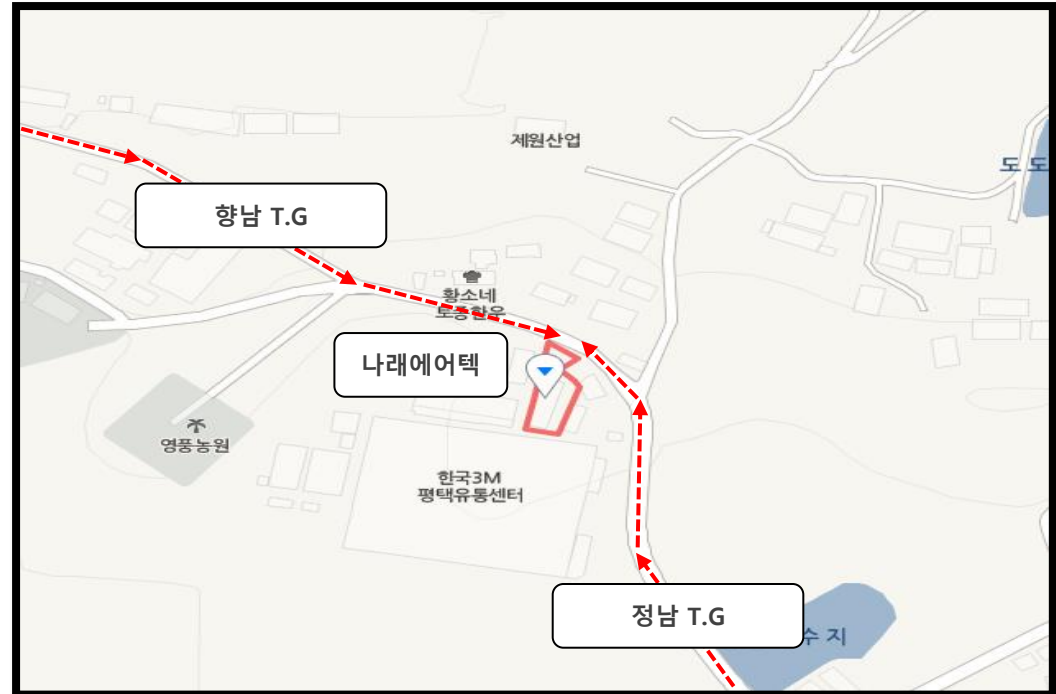 제원산업
도 도
향남 T.G
황소네
토종한우
나래에어텍
영풍농원
한국3M
평택유통센터
정남 T.G
수 지